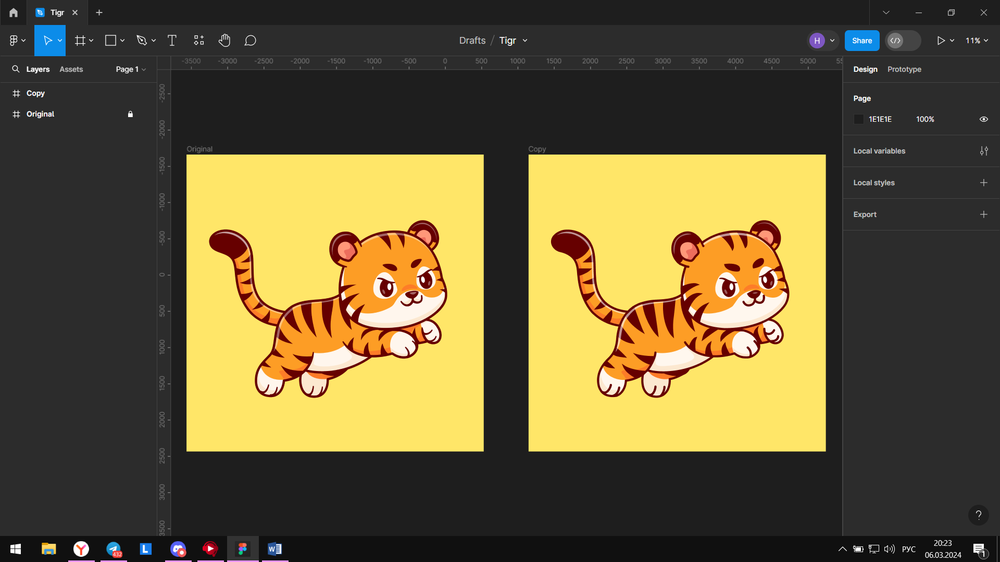 Tigr
Drafts / Tigr
H
Share
11%
Layers
Assets
Page 1
Copy
Original
-3500 -3000 -2500 -2000 -1500 -1000 -500 0 500 1000 1500 2000 2500 3000 3500 4000 4500 5000 55
-2500
-2000
-1500
-1000
-500
0
500
1000
1500
2000
2500
3000
3500
Original
Copy
Design
Prototype
Page
1E1E1E 100%
Local variables
Local styles
Export
?
Y
432
L
W
РУС
20:23
06.03.2024
1